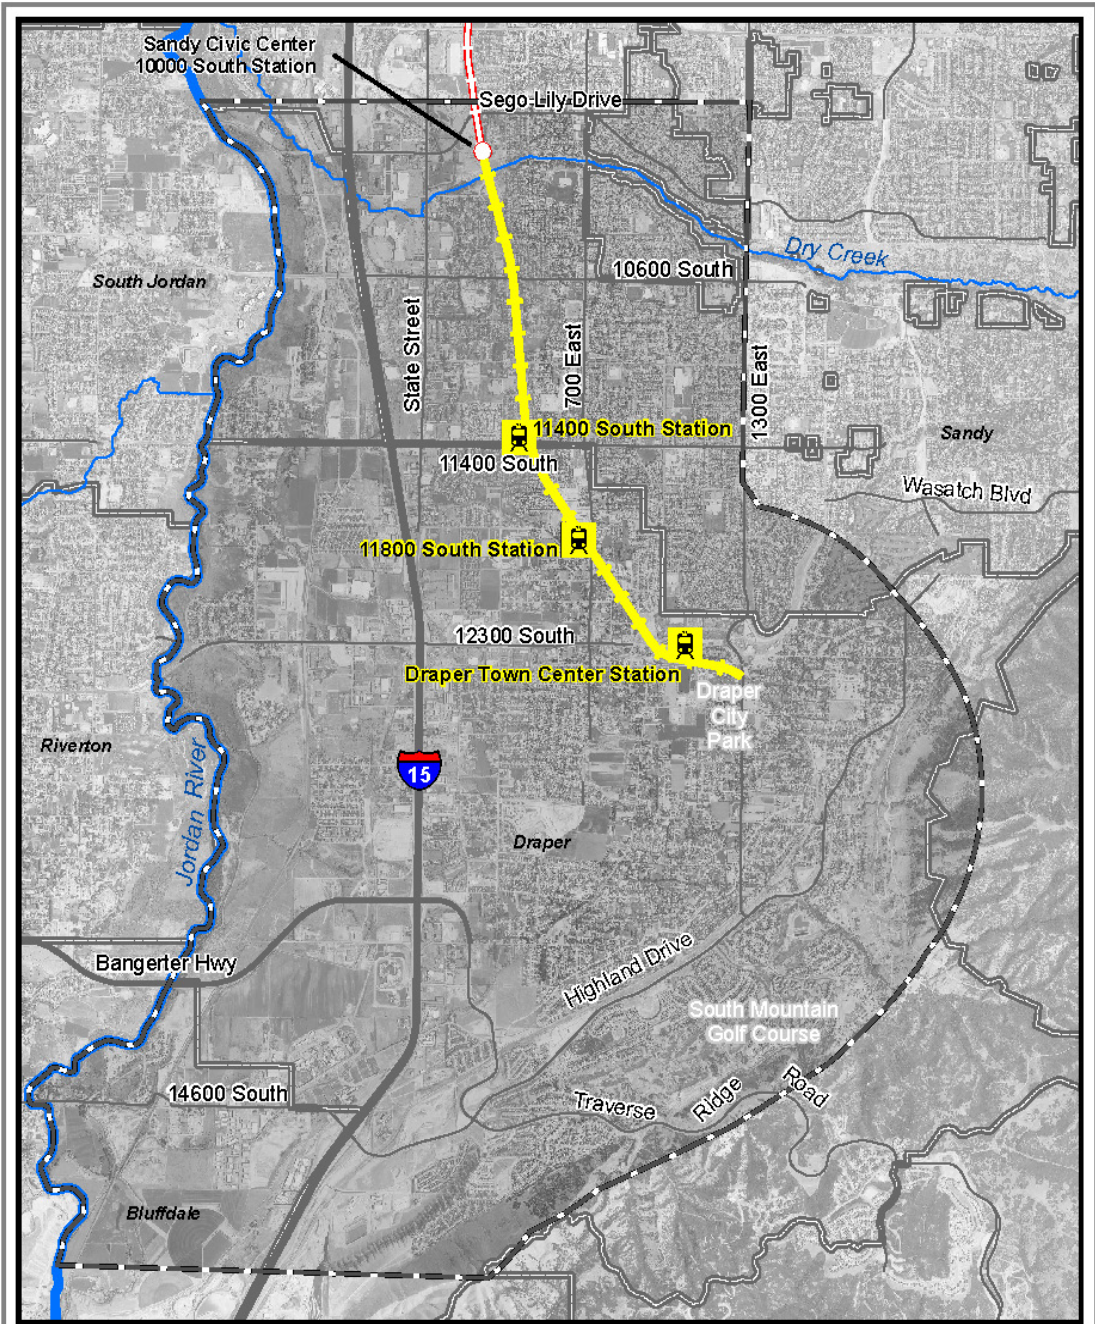 Sandy Civic Center
10000 South Station
Sego Lily Drive
Dry Creek
10600 South
South Jordan
State Street
700 East
1300 East
11400 South Station
Sandy
11400 South
Wasatch Blvd
11800 South Station
12300 South
Draper Town Center Station
Draper
City
Park
Riverton
Jordan River
15
Draper
Bangerter Hwy
Highland Drive
South Mountain
Golf Course
14600 South
Traverse Ridge Road
Bluffdale